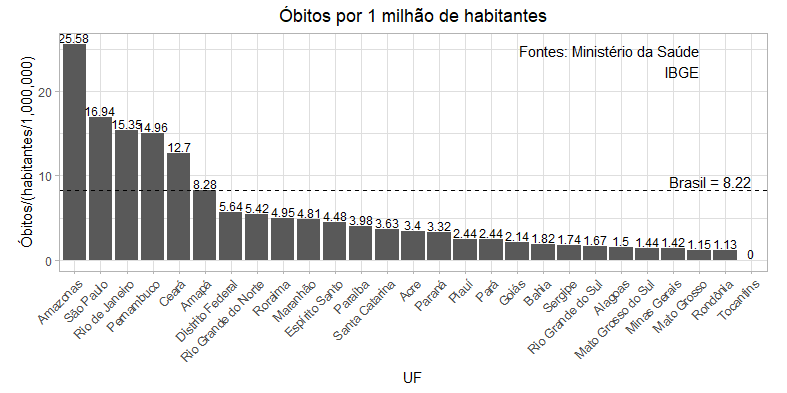 Óbitos por 1 milhão de habitantes
Óbitos/(habitantes/1,000,000)
20
10
0
25.58
16.94
15.35
14.96
12.7
8.28
5.64
5.42
4.95
4.81
4.48
3.98
3.63
3.4
3.32
2.44
2.44
2.14
1.82
1.74
1.67
1.5
1.44
1.42
1.15
1.13
0
Fontes: Ministério da Saúde
IBGE
Brasil = 8.22
Amazonas
São Paulo
Rio de Janeiro
Pernambuco
Ceará
Amapá
Distrito Federal
Rio Grande do Norte
Roraima
Maranhão
Espírito Santo
Paraíba
Santa Catarina
Acre
Paraná
Piauí
Pará
Goiás
Bahia
Sergipe
Rio Grande do Sul
Alagoas
Mato Grosso do Sul
Minas Gerais
Mato Grosso
Rondônia
Tocantins
UF